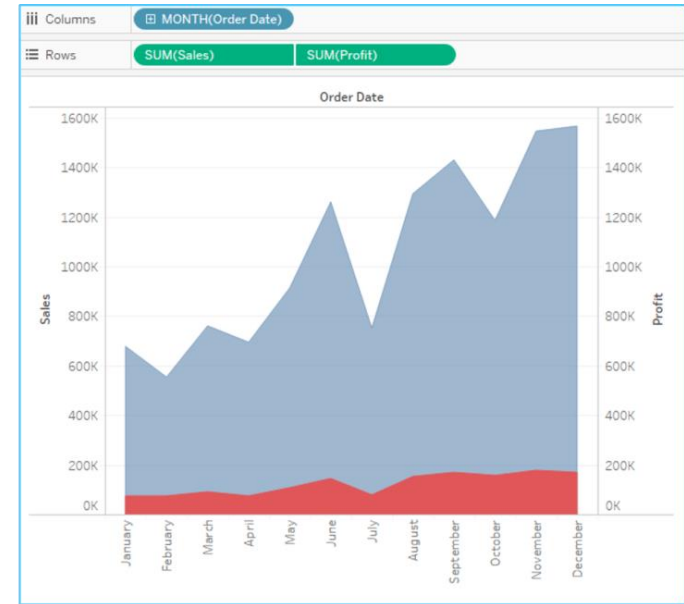 Columns
MONTH(Order Date)
Rows
SUM(Sales)
SUM(Profit)
Order Date
1600K
1400K
1200K
1000K
800K
600K
400K
200K
0K
Sales
1600K
1400K
1200K
1000K
800K
600K
400K
200K
0K
Profit
January
February
March
April
May
June
July
August
September
October
November
December